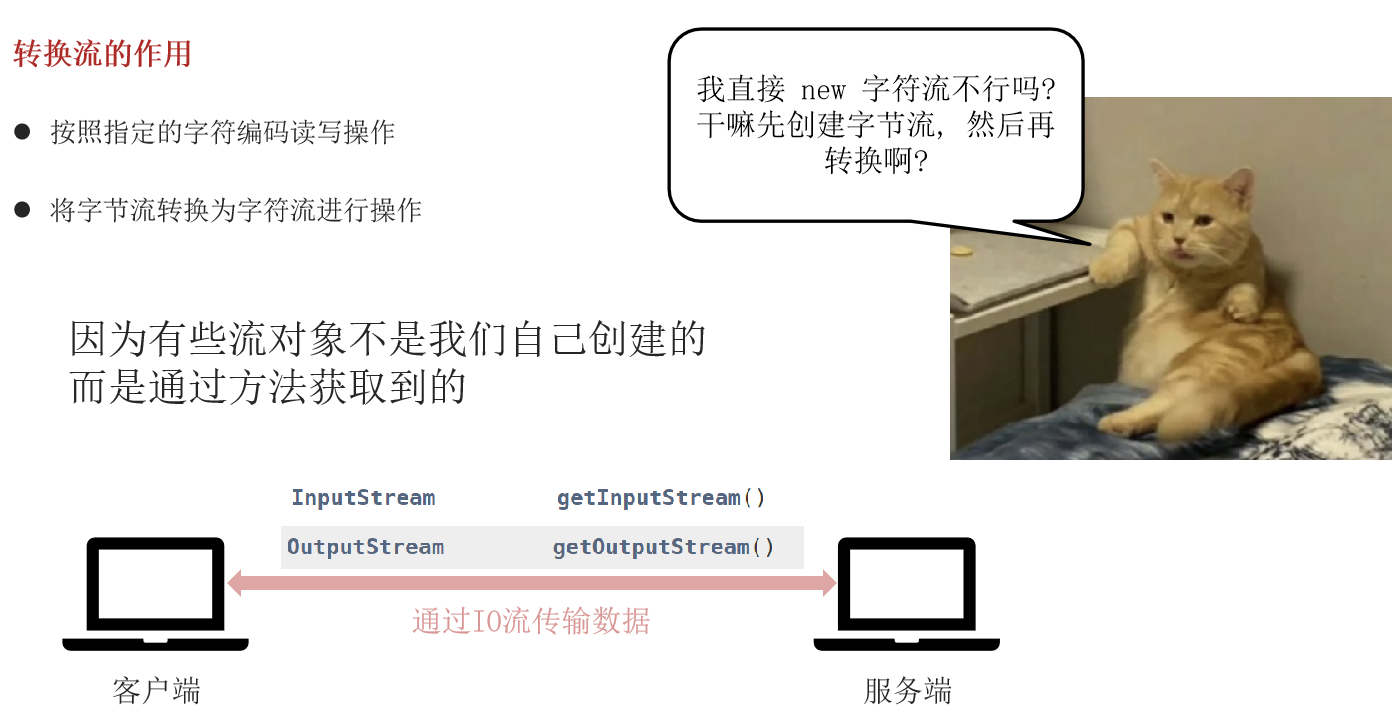 转换流的作用
按照指定的字符编码读写操作
将字节流转换为字符流进行操作
我直接 new 字符流不行吗?
干嘛先创建字节流, 然后再
转换啊?
因为有些流对象不是我们自己创建的
而是通过方法获取到的
InputStream getInputStream()
OutputStream getOutputStream()
通过IO流传输数据
客户端
服务端